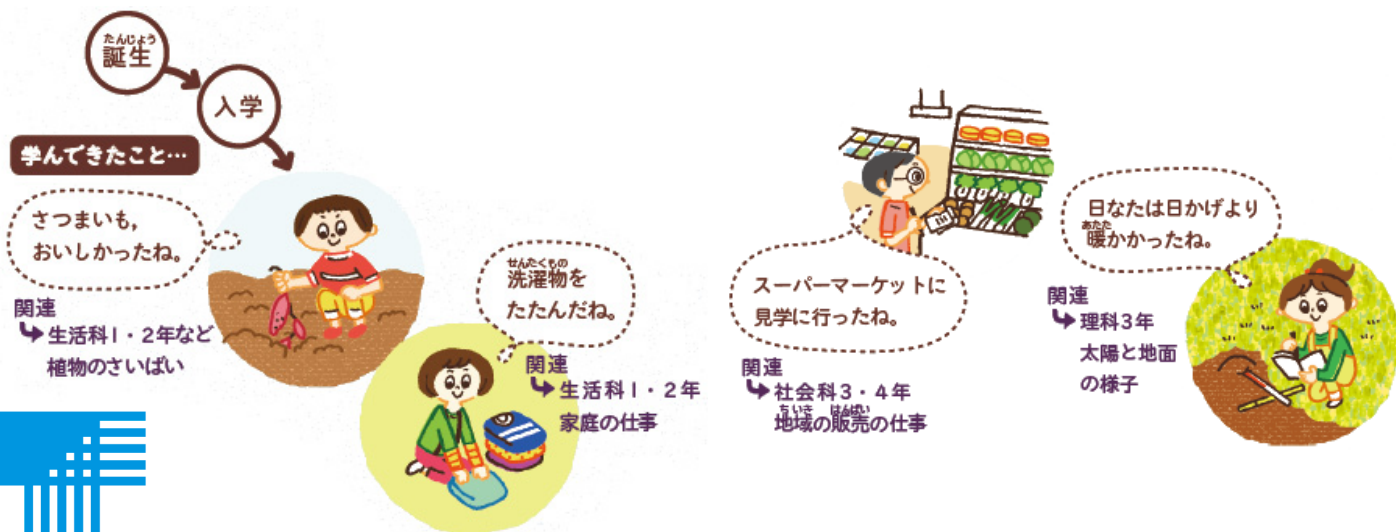 誕生
たんじょう
入学
学んできたこと…
さつまいも,
おいしかったね。
関連
生活科1・2年など
植物のさいばい
せんたくもの
洗濯物を
たたんだね。
関連
生活科1・2年
家庭の仕事
スーパーマーケットに
見学に行ったね。
関連
社会科3・4年
ちいき はんばい
地域の販売の仕事
日なたは日かげより
あたた
暖かかったね。
関連
理科3年
太陽と地面
の様子